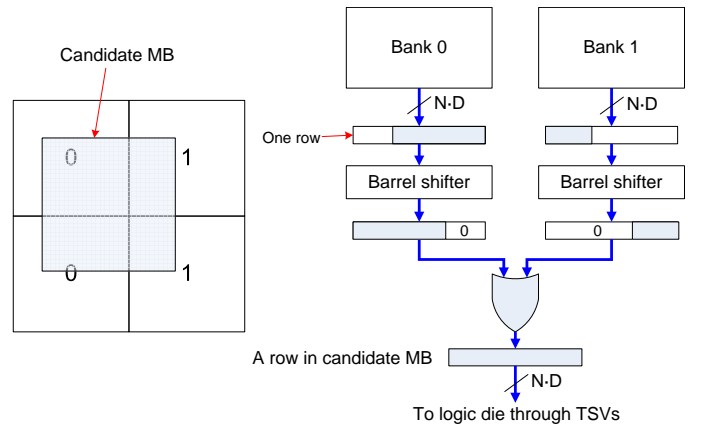 Candidate MB
0
1
0
1
Bank 0
Bank 1
N·D
N·D
One row
Barrel shifter
Barrel shifter
0
0
A row in candidate MB
N·D
To logic die through TSVs